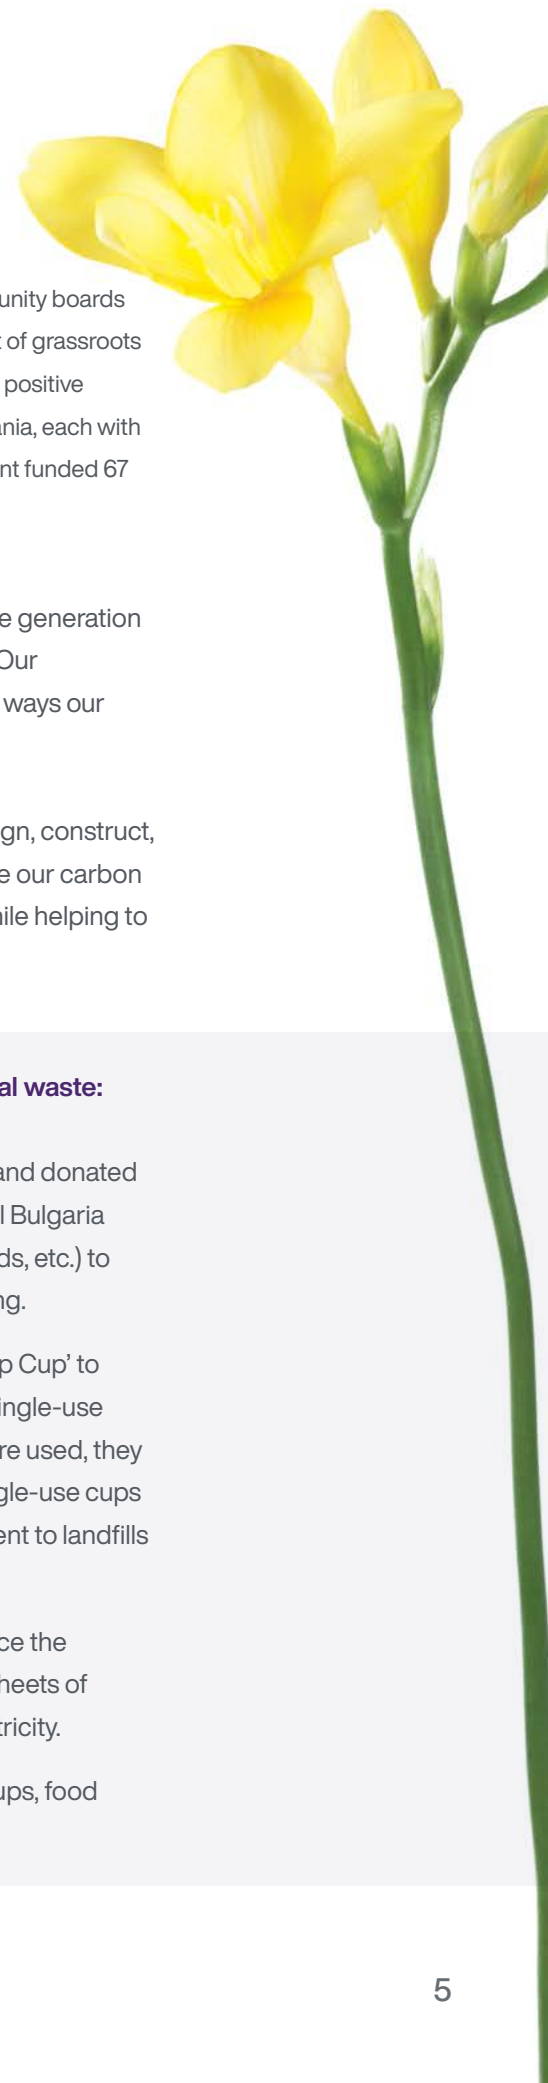 unity boards
of grassroots
positive
nia, each with
nt funded 67
e generation
Our
ways our
gn, construct,
e our carbon
ile helping to
al waste:
and donated
l Bulgaria
ds, etc.) to
ng.
p Cup’ to
ingle-use
re used, they
gle-use cups
ent to landfills
ce the
heets of
tricity.
ups, food
5